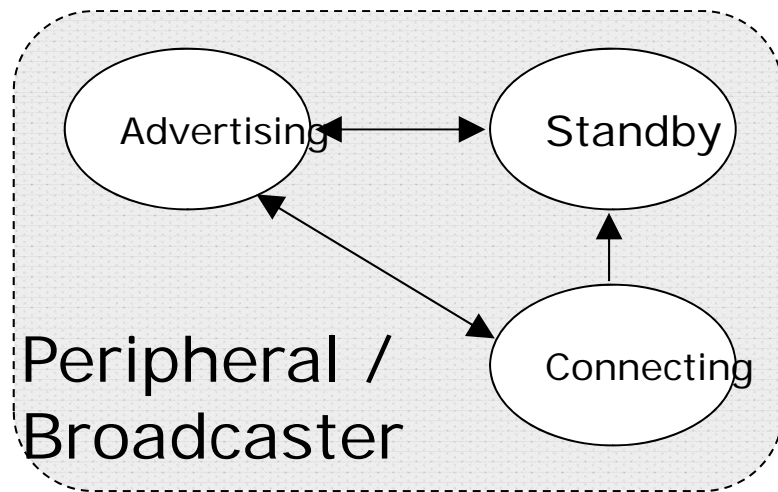 Advertising
Standby
Connecting
Peripheral /
Broadcaster